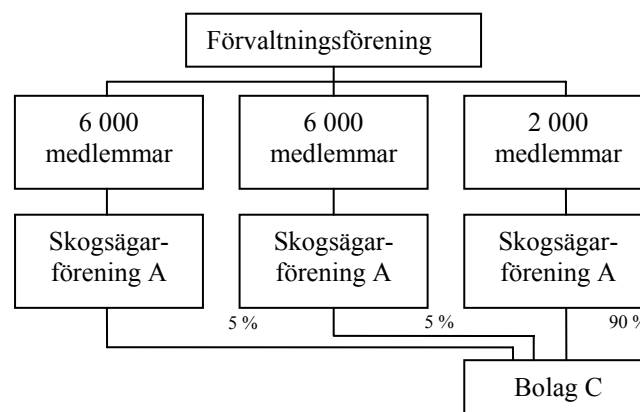 Förvaltningsförening
6 000
medlemmar
6 000
medlemmar
2 000
medlemmar
Skogsägar-
förening A
Skogsägar-
förening A
Skogsägar-
förening A
5 %
5 %
90 %
Bolag C